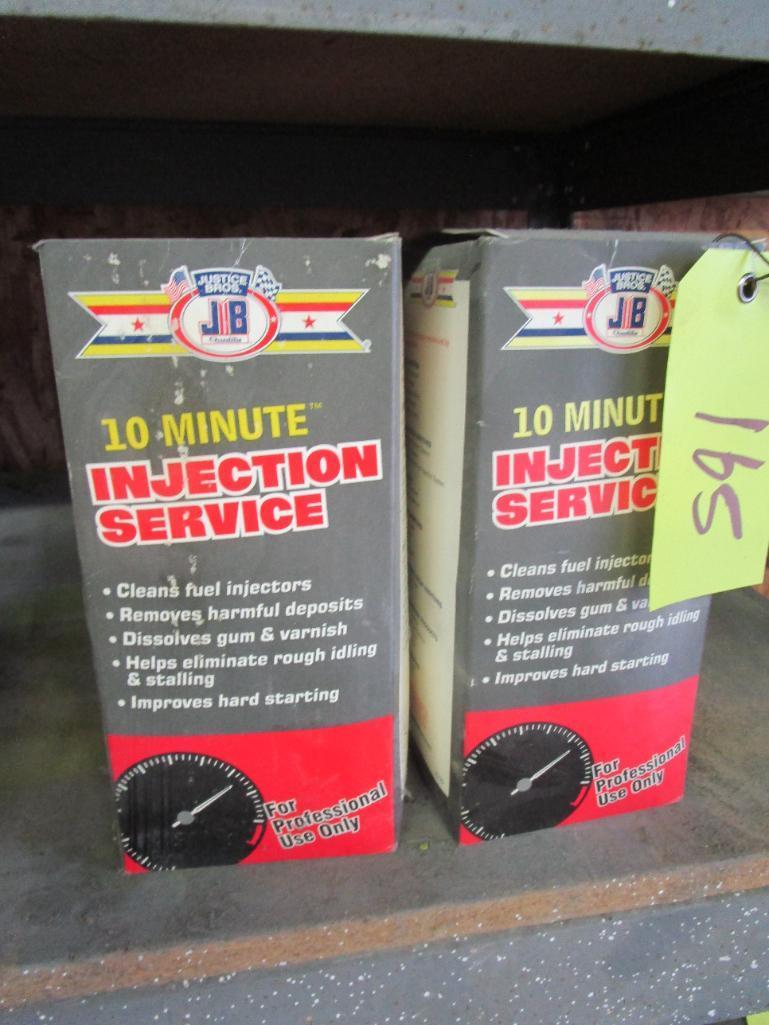 JUSTICE
BROS.
JB
10 MINUTE™
INJECTION
SERVICE
• Cleans fuel injectors
• Removes harmful deposits
• Dissolves gum & varnish
• Helps eliminate rough idling
& stalling
• Improves hard starting
For
Professional
Use Only
JUSTICE
BROS.
JB
10 MINUT
INJECT
SERVIC
• Cleans fuel injector
• Removes harmful d
• Dissolves gum & va
• Helps eliminate rough idling
& stalling
• Improves hard starting
For
Professional
Use Only
165